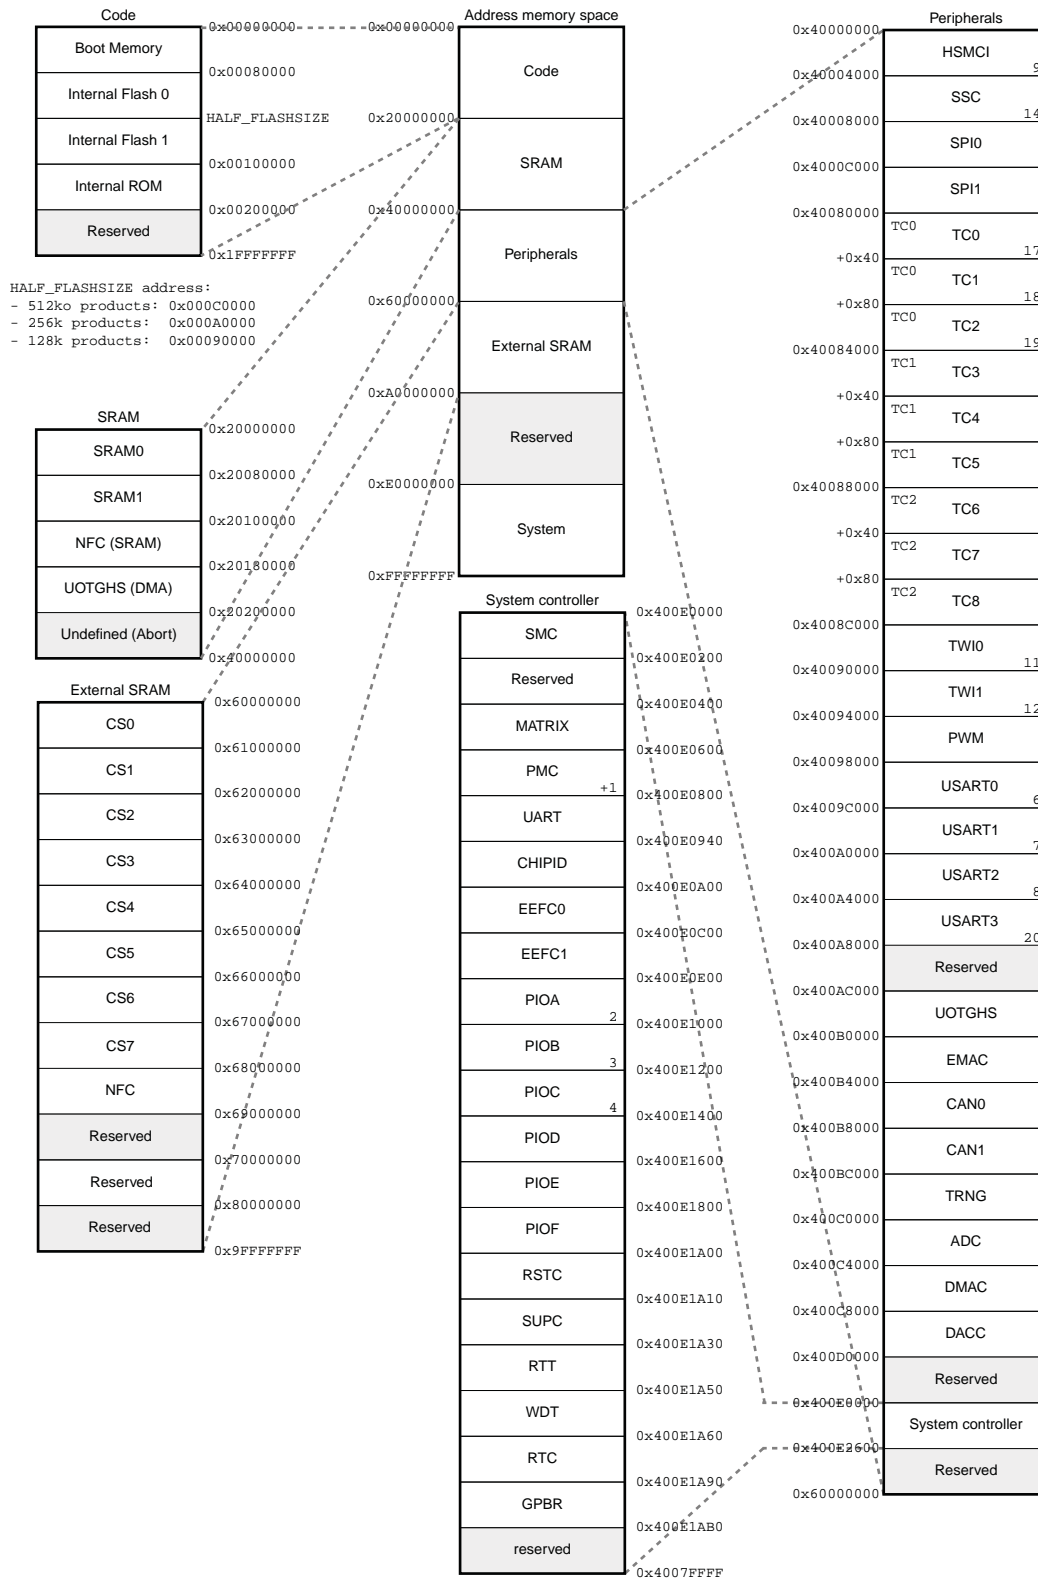 Code
0x00000000
Boot Memory
0x00080000
Internal Flash 0
HALF_FLASHSIZE
Internal Flash 1
0x00100000
Internal ROM
0x00200000
Reserved
0x1FFFFFFF
HALF_FLASHSIZE address:
- 512ko products: 0x000C0000
- 256k products: 0x000A0000
- 128k products: 0x00090000
SRAM
0x20000000
SRAM0
0x20080000
SRAM1
0x20100000
NFC (SRAM)
0x20180000
UOTGHS (DMA)
0x20200000
Undefined (Abort)
0x40000000
External SRAM
0x60000000
CS0
0x61000000
CS1
0x62000000
CS2
0x63000000
CS3
0x64000000
CS4
0x65000000
CS5
0x66000000
CS6
0x67000000
CS7
0x68000000
NFC
0x69000000
Reserved
0x70000000
Reserved
0x80000000
Reserved
0x9FFFFFFF
Address memory space
0x00000000
Code
0x20000000
SRAM
0x40000000
Peripherals
0x60000000
External SRAM
0xA0000000
Reserved
0xE0000000
System
0xFFFFFFFF
System controller
0x400E0000
SMC
0x400E0200
Reserved
0x400E0400
MATRIX
0x400E0600
PMC
+1
0x400E0800
UART
0x400E0940
CHIPID
0x400E0A00
EEFC0
0x400E0C00
EEFC1
0x400E0E00
PIOA
2
0x400E1000
PIOB
3
0x400E1200
PIOC
4
0x400E1400
PIOD
0x400E1600
PIOE
0x400E1800
PIOF
0x400E1A00
RSTC
0x400E1A10
SUPC
0x400E1A30
RTT
0x400E1A50
WDT
0x400E1A60
RTC
0x400E1A90
GPBR
0x400E1AB0
reserved
0x4007FFFF
Peripherals
0x40000000
HSMCI
9
0x40004000
SSC
14
0x40008000
SPI0
0x4000C000
SPI1
0x40080000
TC0 TC0
17
+0x40
TC0 TC1
18
+0x80
TC0 TC2
19
0x40084000
TC1 TC3
+0x40
TC1 TC4
+0x80
TC1 TC5
0x40088000
TC2 TC6
+0x40
TC2 TC7
+0x80
TC2 TC8
0x4008C000
TWI0
11
0x40090000
TWI1
12
0x40094000
PWM
0x40098000
USART0
6
0x4009C000
USART1
7
0x400A0000
USART2
8
0x400A4000
USART3
20
0x400A8000
Reserved
0x400AC000
UOTGHS
0x400B0000
EMAC
0x400B4000
CAN0
0x400B8000
CAN1
0x400BC000
TRNG
0x400C0000
ADC
0x400C4000
DMAC
0x400C8000
DACC
0x400D0000
Reserved
0x400E0000
System controller
0x400E2600
Reserved
0x60000000